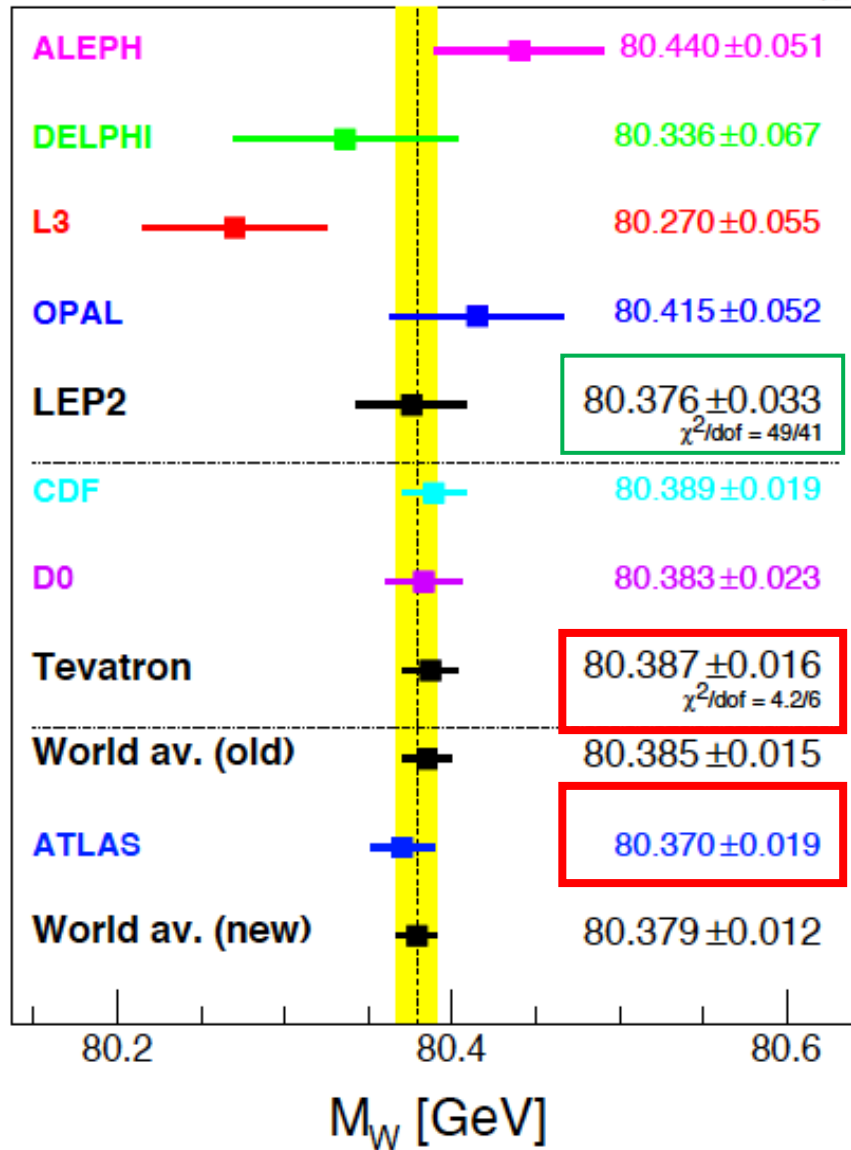 ALEPH 80.440±0.051
DELPHI 80.336±0.067
L3 80.270±0.055
OPAL 80.415±0.052
LEP2 80.376±0.033
χ²/dof = 49/41
CDF 80.389±0.019
D0 80.383±0.023
Tevatron 80.387±0.016
χ²/dof = 4.2/6
World av. (old) 80.385±0.015
ATLAS 80.370±0.019
World av. (new) 80.379±0.012
80.2 80.4 80.6
M_W [GeV]